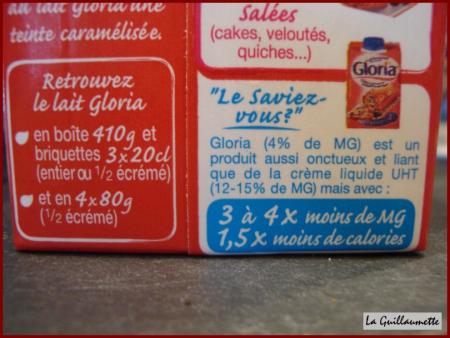 au lait Gloria une
teinte caramélisée.
Retrouvez
le lait Gloria
en boîte 410g et
briquettes 3x20cl
(entier ou 1/2 écrémé)
et en 4x80g
(1/2 écrémé)
Salées
(cakes, veloutés,
quiches...)
Gloria
"Le Saviez-
vous?"
Gloria (4% de MG) est un
produit aussi onctueux et liant
que de la crème liquide UHT
(12-15% de MG) mais avec :
3 à 4x moins de MG
1,5x moins de calories
La Guillaumette